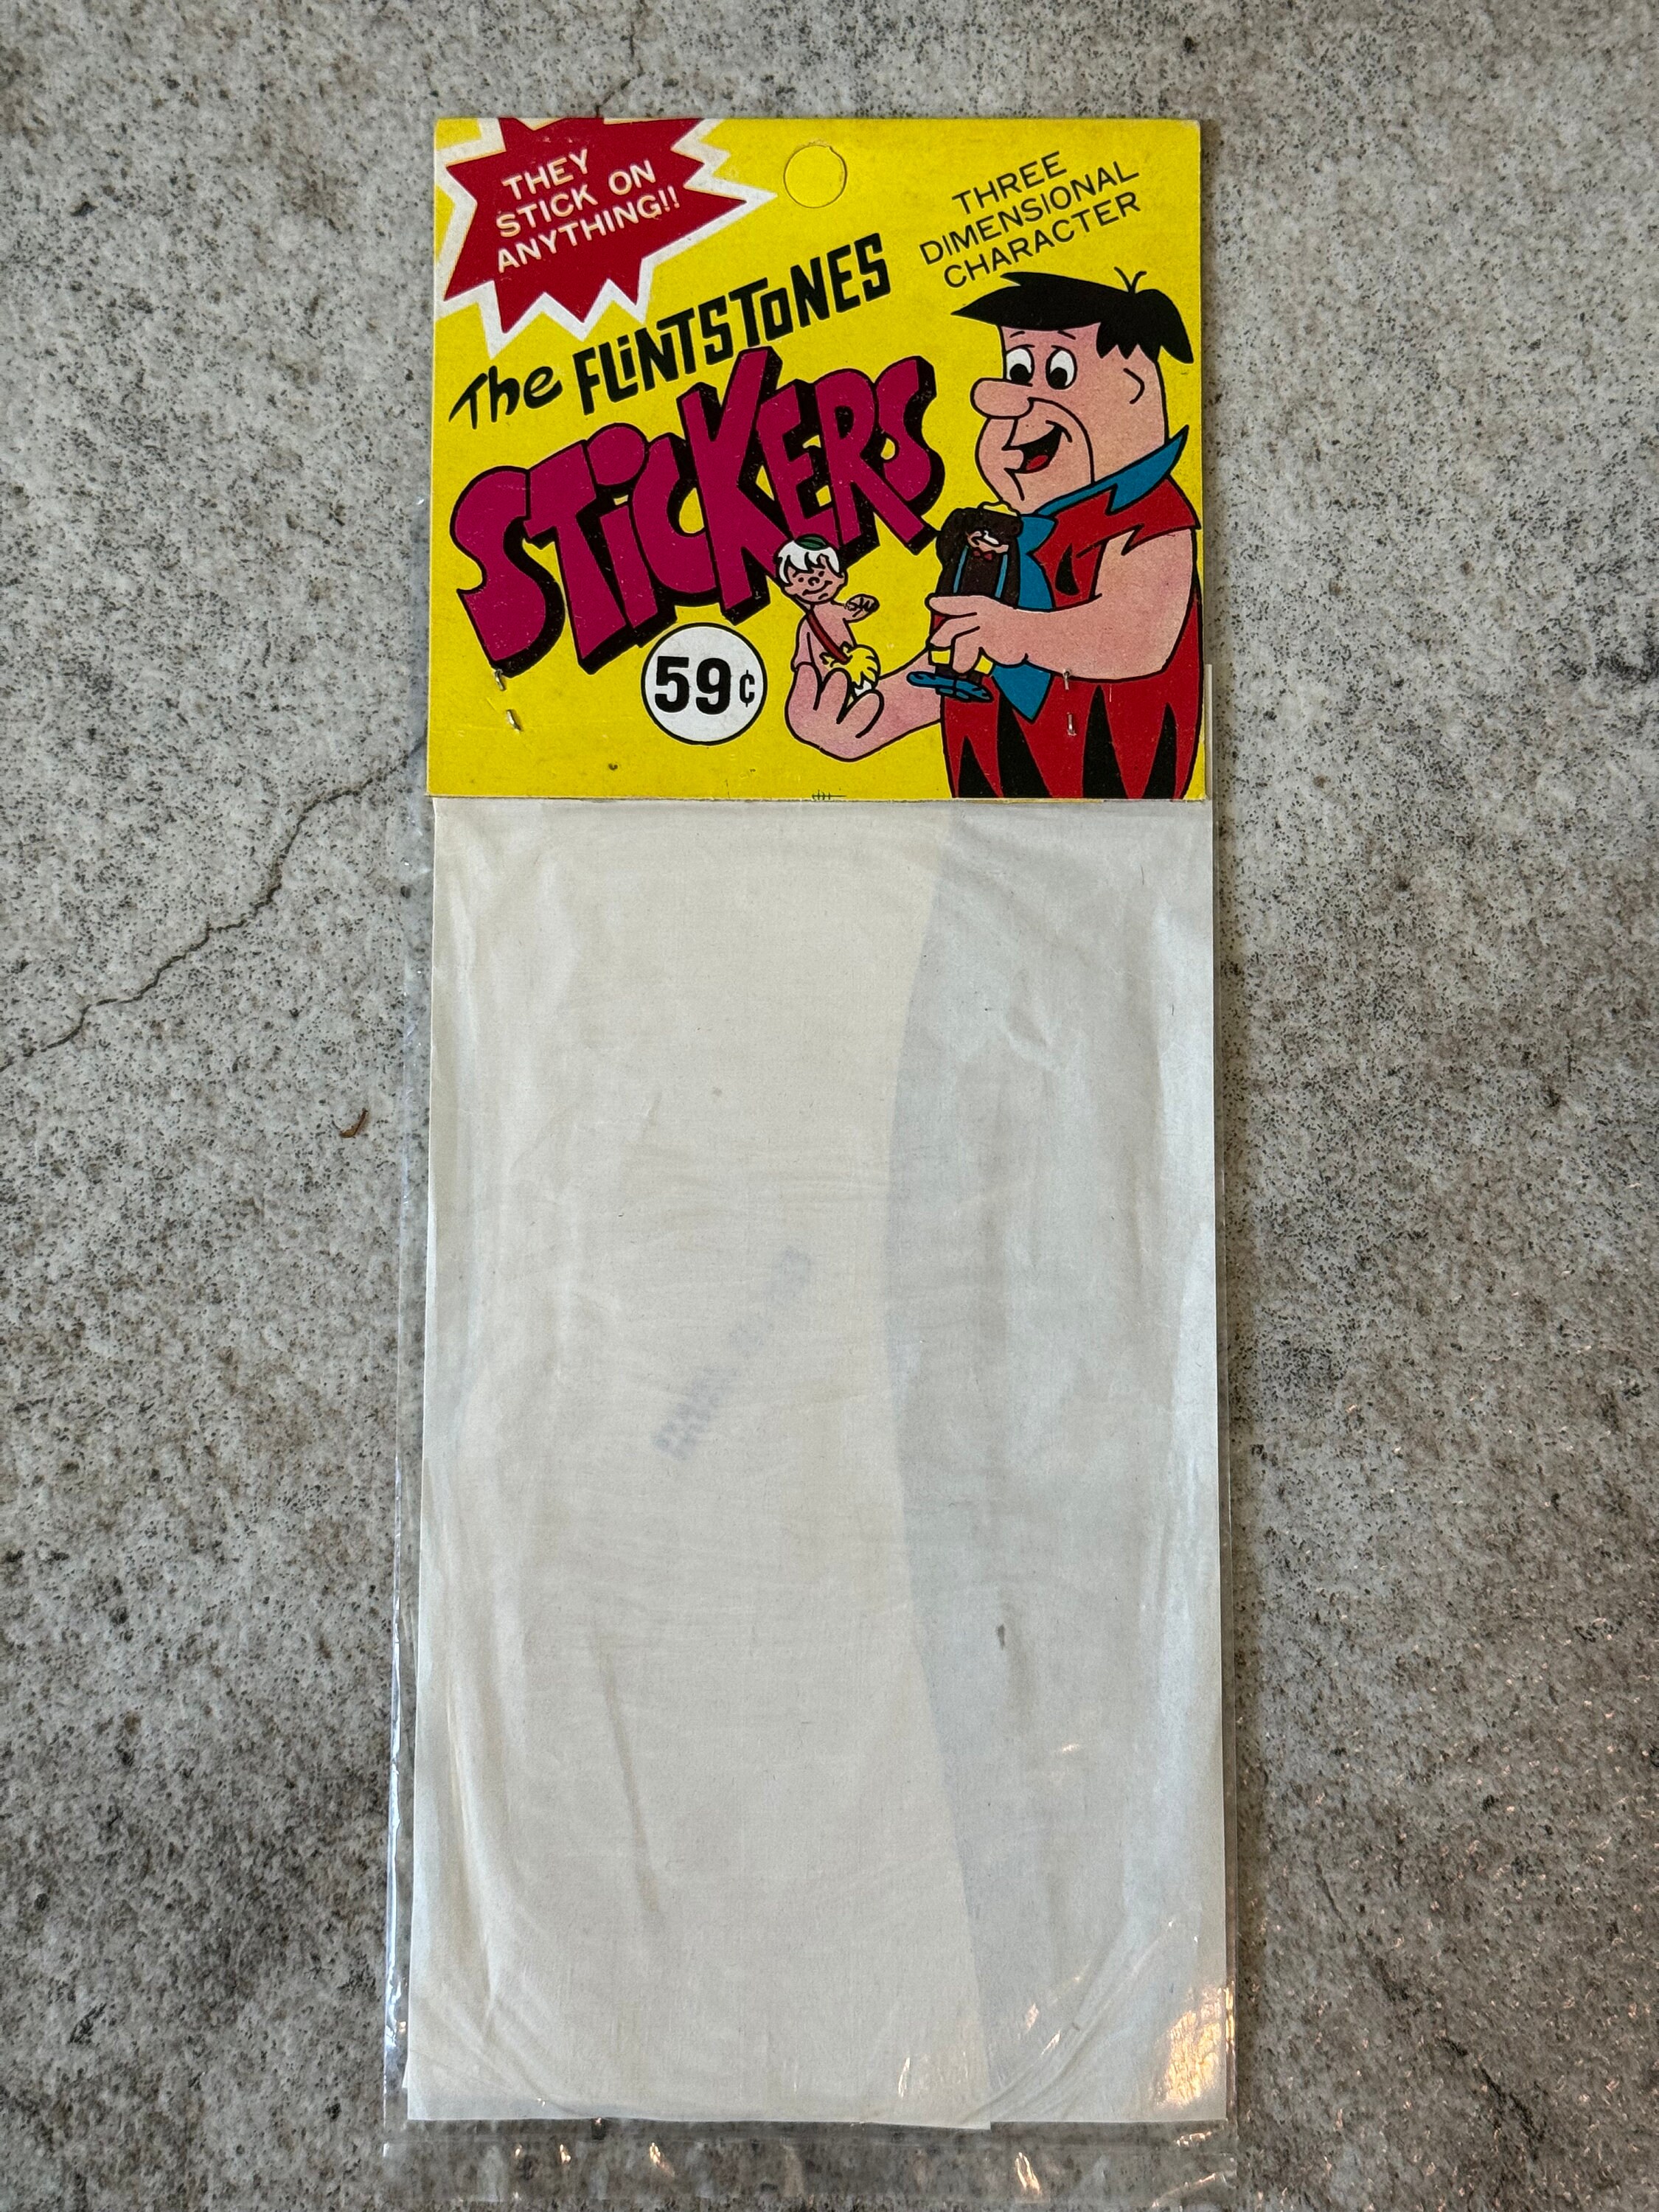 THEY
STICK ON
ANYTHING!!
THREE
DIMENSIONAL
CHARACTER
The FLiNTSToNES
STiCKERS
59¢